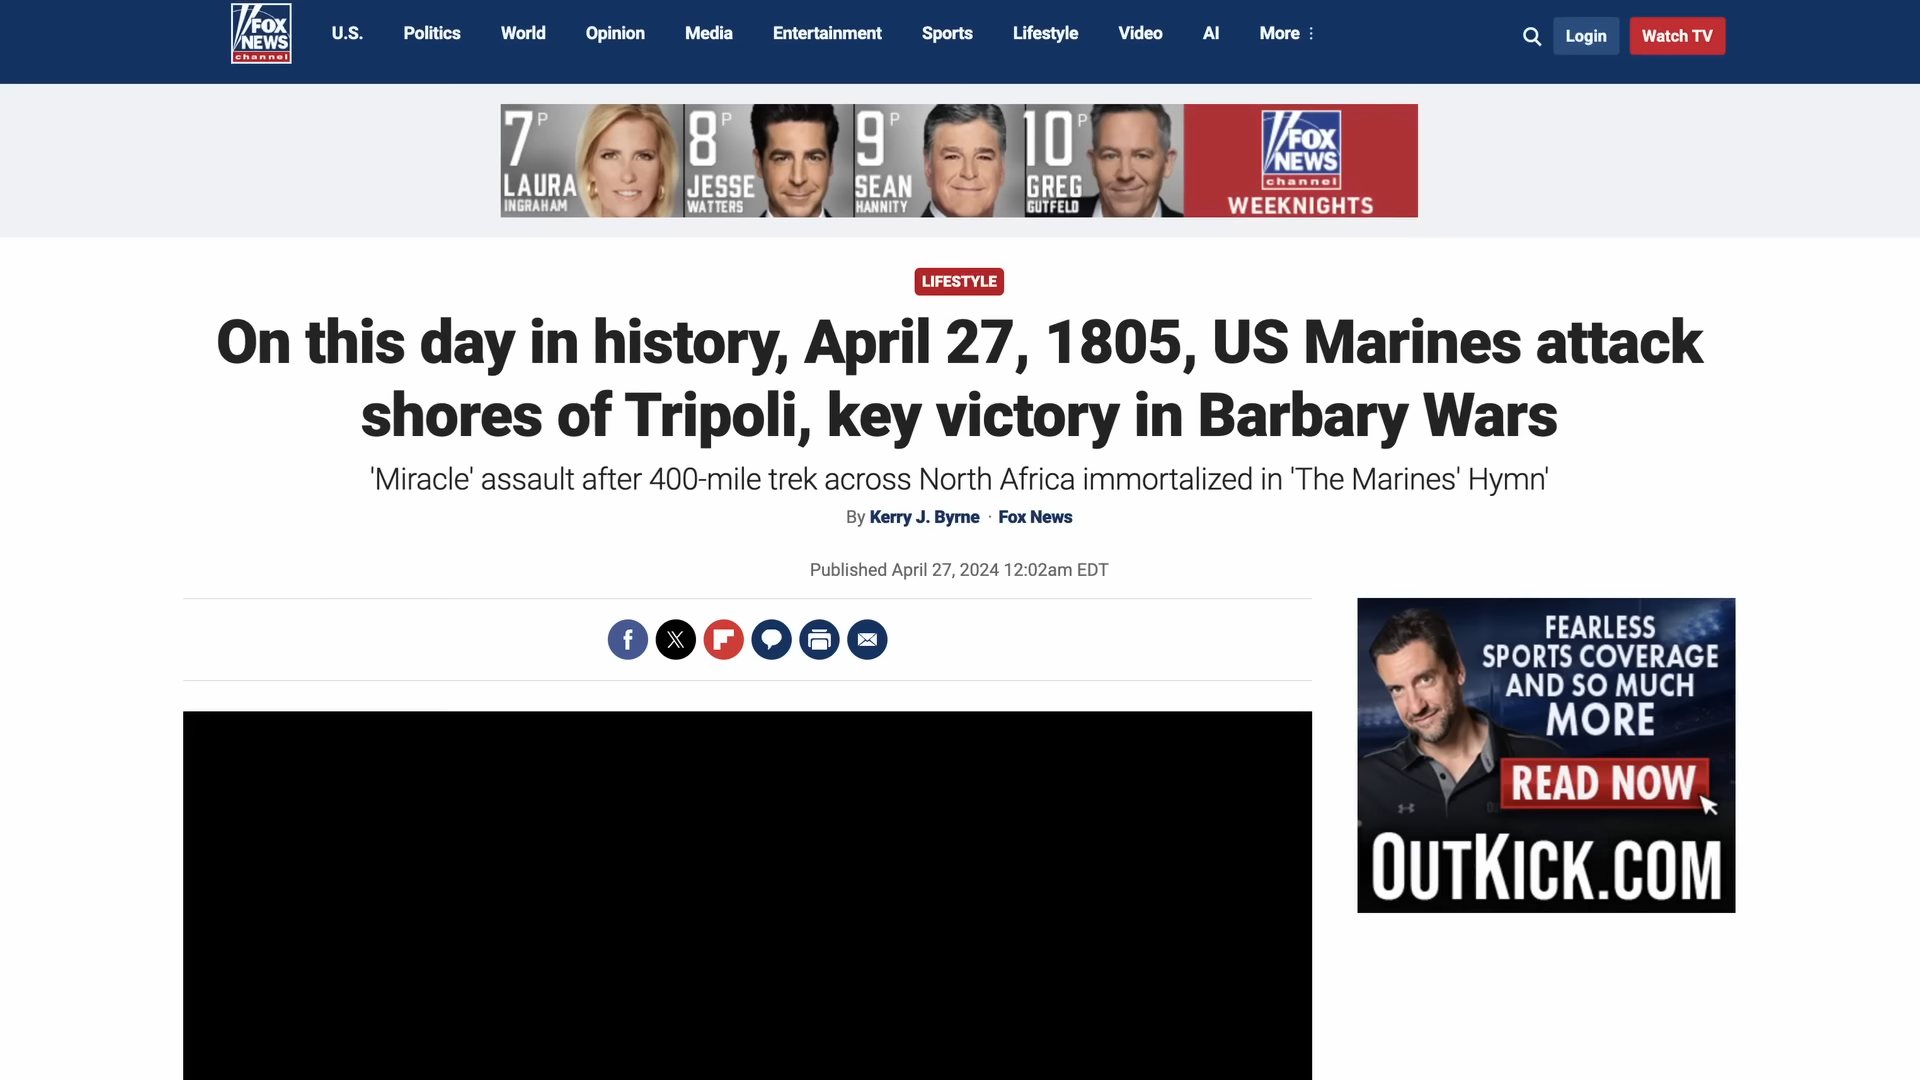 FOX
NEWS
channel
U.S. Politics World Opinion Media Entertainment Sports Lifestyle Video AI More Login Watch TV
7P LAURA INGRAHAM
8P JESSE WATTERS
9P SEAN HANNITY
10P GREG GUTFELD
FOX
NEWS
channel
WEEKNIGHTS
LIFESTYLE
On this day in history, April 27, 1805, US Marines attack
shores of Tripoli, key victory in Barbary Wars
'Miracle' assault after 400-mile trek across North Africa immortalized in 'The Marines' Hymn'
By Kerry J. Byrne · Fox News
Published April 27, 2024 12:02am EDT
FEARLESS
SPORTS COVERAGE
AND SO MUCH
MORE
READ NOW
OUTKICK.COM